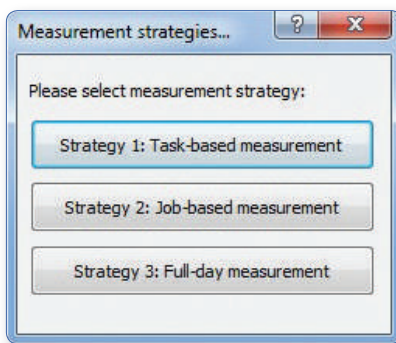 Measurement strategies...
Please select measurement strategy:
Strategy 1: Task-based measurement
Strategy 2: Job-based measurement
Strategy 3: Full-day measurement